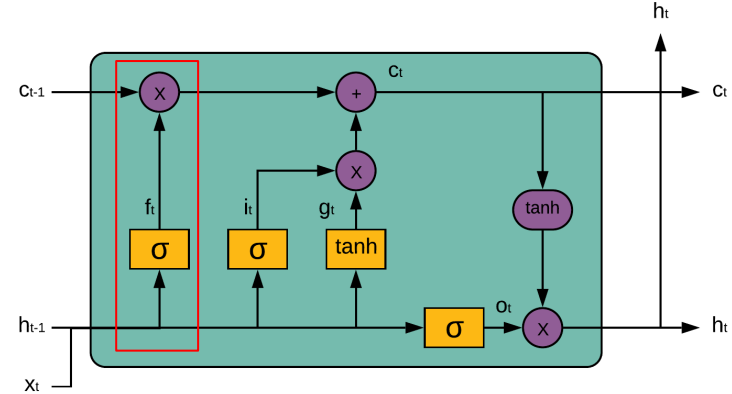 ht
ct-1
X
+
ct
ct
X
ft
it
gt
tanh
σ
σ
tanh
ht-1
σ
ot
X
ht
xt